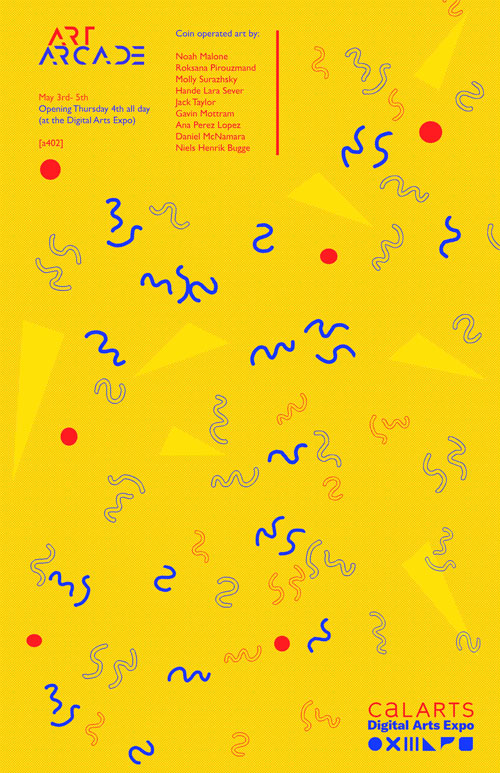 ART
ARCADE
May 3rd- 5th
Opening Thursday 4th all day
(at the Digital Arts Expo)
[a402]
Coin operated art by:
Noah Malone
Roksana Pirouzmand
Molly Surazhsky
Hande Lara Sever
Jack Taylor
Gavin Mottram
Ana Perez Lopez
Daniel McNamara
Niels Henrik Bugge
CaLARTS
Digital Arts Expo